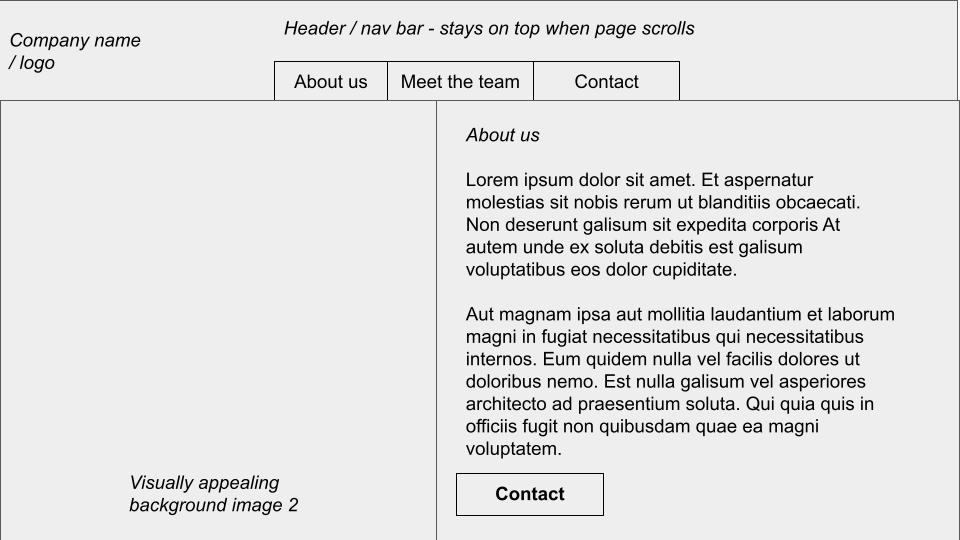 Company name
/ logo
Header / nav bar - stays on top when page scrolls
About us
Meet the team
Contact
Visually appealing
background image 2
About us
Lorem ipsum dolor sit amet. Et aspernatur
molestias sit nobis rerum ut blanditiis obcaecati.
Non deserunt galisum sit expedita corporis At
autem unde ex soluta debitis est galisum
voluptatibus eos dolor cupiditate.
Aut magnam ipsa aut mollitia laudantium et laborum
magni in fugiat necessitatibus qui necessitatibus
internos. Eum quidem nulla vel facilis dolores ut
doloribus nemo. Est nulla galisum vel asperiores
architecto ad praesentium soluta. Qui quia quis in
officiis fugit non quibusdam quae ea magni
voluptatem.
Contact